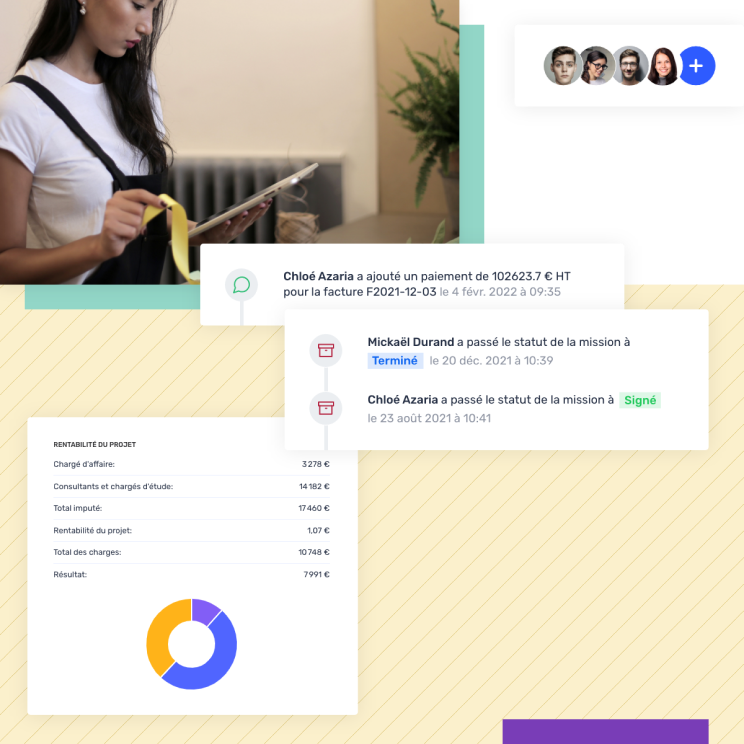 Chloé Azaria a ajouté un paiement de 102623.7 € HT
pour la facture F2021-12-03 le 4 févr. 2022 à 09:35
Mickaël Durand a passé le statut de la mission à
Terminé le 20 déc. 2021 à 10:39
Chloé Azaria a passé le statut de la mission à Signé
le 23 août 2021 à 10:41
RENTABILITÉ DU PROJET
Chargé d'affaire: 3 278 €
Consultants et chargés d'étude: 14 182 €
Total imputé: 17 460 €
Rentabilité du projet: 1,07 €
Total des charges: 10 748 €
Résultat: 7 991 €